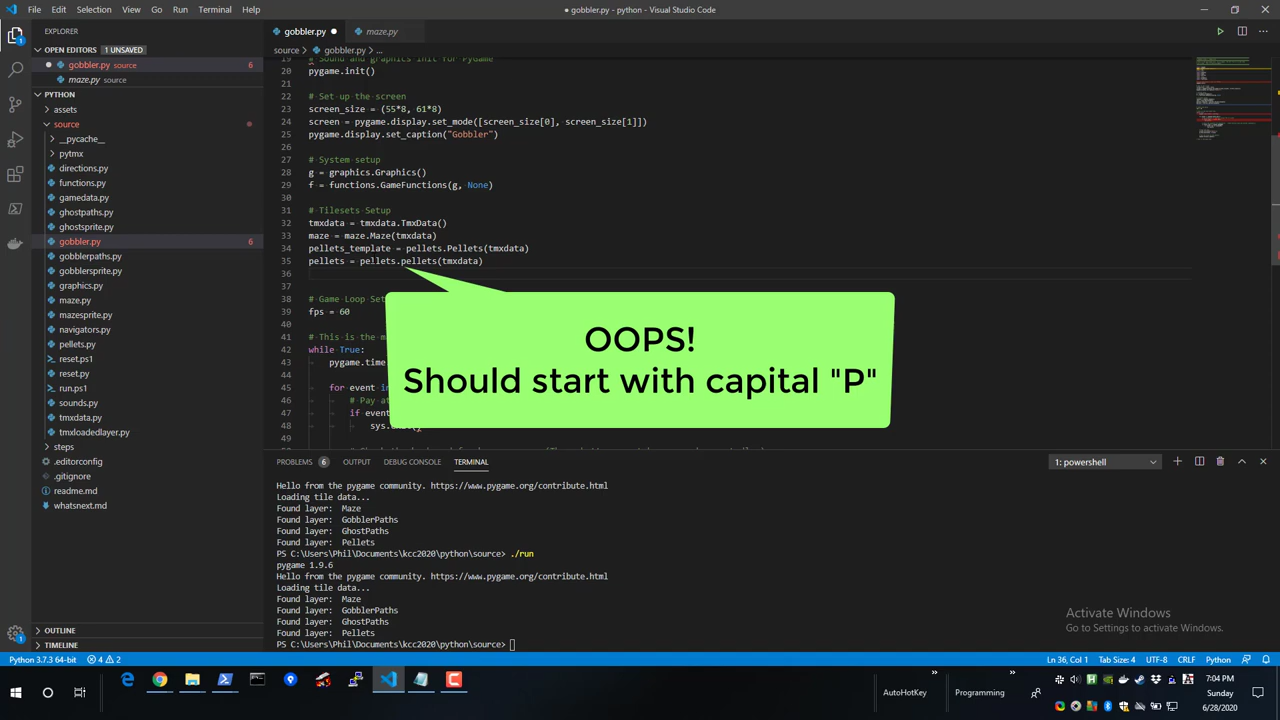 File Edit Selection View Go Run Terminal Help
● gobbler.py - python - Visual Studio Code
EXPLORER
OPEN EDITORS 1 UNSAVED
gobbler.py source 6
maze.py source
PYTHON
assets
source
__pycache__
pytmx
directions.py
functions.py
gamedata.py
ghostpaths.py
ghostsprite.py
gobbler.py 6
gobblerpaths.py
gobblersprite.py
graphics.py
maze.py
mazesprite.py
navigators.py
pellets.py
reset.ps1
reset.py
run.ps1
sounds.py
tmxdata.py
tmxloadedlayer.py
steps
.editorconfig
.gitignore
readme.md
whatsnext.md
OUTLINE
TIMELINE
gobbler.py ● maze.py
source > gobbler.py > ...
19 # Sound and graphics init for PyGame
20 pygame.init()
21
22 # Set up the screen
23 screen_size = (55*8, 61*8)
24 screen = pygame.display.set_mode([screen_size[0], screen_size[1]])
25 pygame.display.set_caption("Gobbler")
26
27 # System setup
28 g = graphics.Graphics()
29 f = functions.GameFunctions(g, None)
30
31 # Tilesets Setup
32 tmxdata = tmxdata.TmxData()
33 maze = maze.Maze(tmxdata)
34 pellets_template = pellets.Pellets(tmxdata)
35 pellets = pellets.pellets(tmxdata)
36
37
38 # Game Loop Set
39 fps = 60
40
41 # This is the m
42 while True:
43 pygame.time
44
45 for event in
46 # Pay at
47 if event
48 sys.
49
OOPS!
Should start with capital "P"
PROBLEMS 6 OUTPUT DEBUG CONSOLE TERMINAL
1: powershell
Hello from the pygame community. https://www.pygame.org/contribute.html
Loading tile data...
Found layer: Maze
Found layer: GobblerPaths
Found layer: GhostPaths
Found layer: Pellets
PS C:\Users\Phil\Documents\kcc2020\python\source> ./run
pygame 1.9.6
Hello from the pygame community. https://www.pygame.org/contribute.html
Loading tile data...
Found layer: Maze
Found layer: GobblerPaths
Found layer: GhostPaths
Found layer: Pellets
PS C:\Users\Phil\Documents\kcc2020\python\source>
Activate Windows
Go to Settings to activate Windows.
Python 3.7.3 64-bit 4 2
Ln 36, Col 1 Tab Size: 4 UTF-8 CRLF Python
AutoHotKey » Programming »
7:04 PM
Sunday
6/28/2020